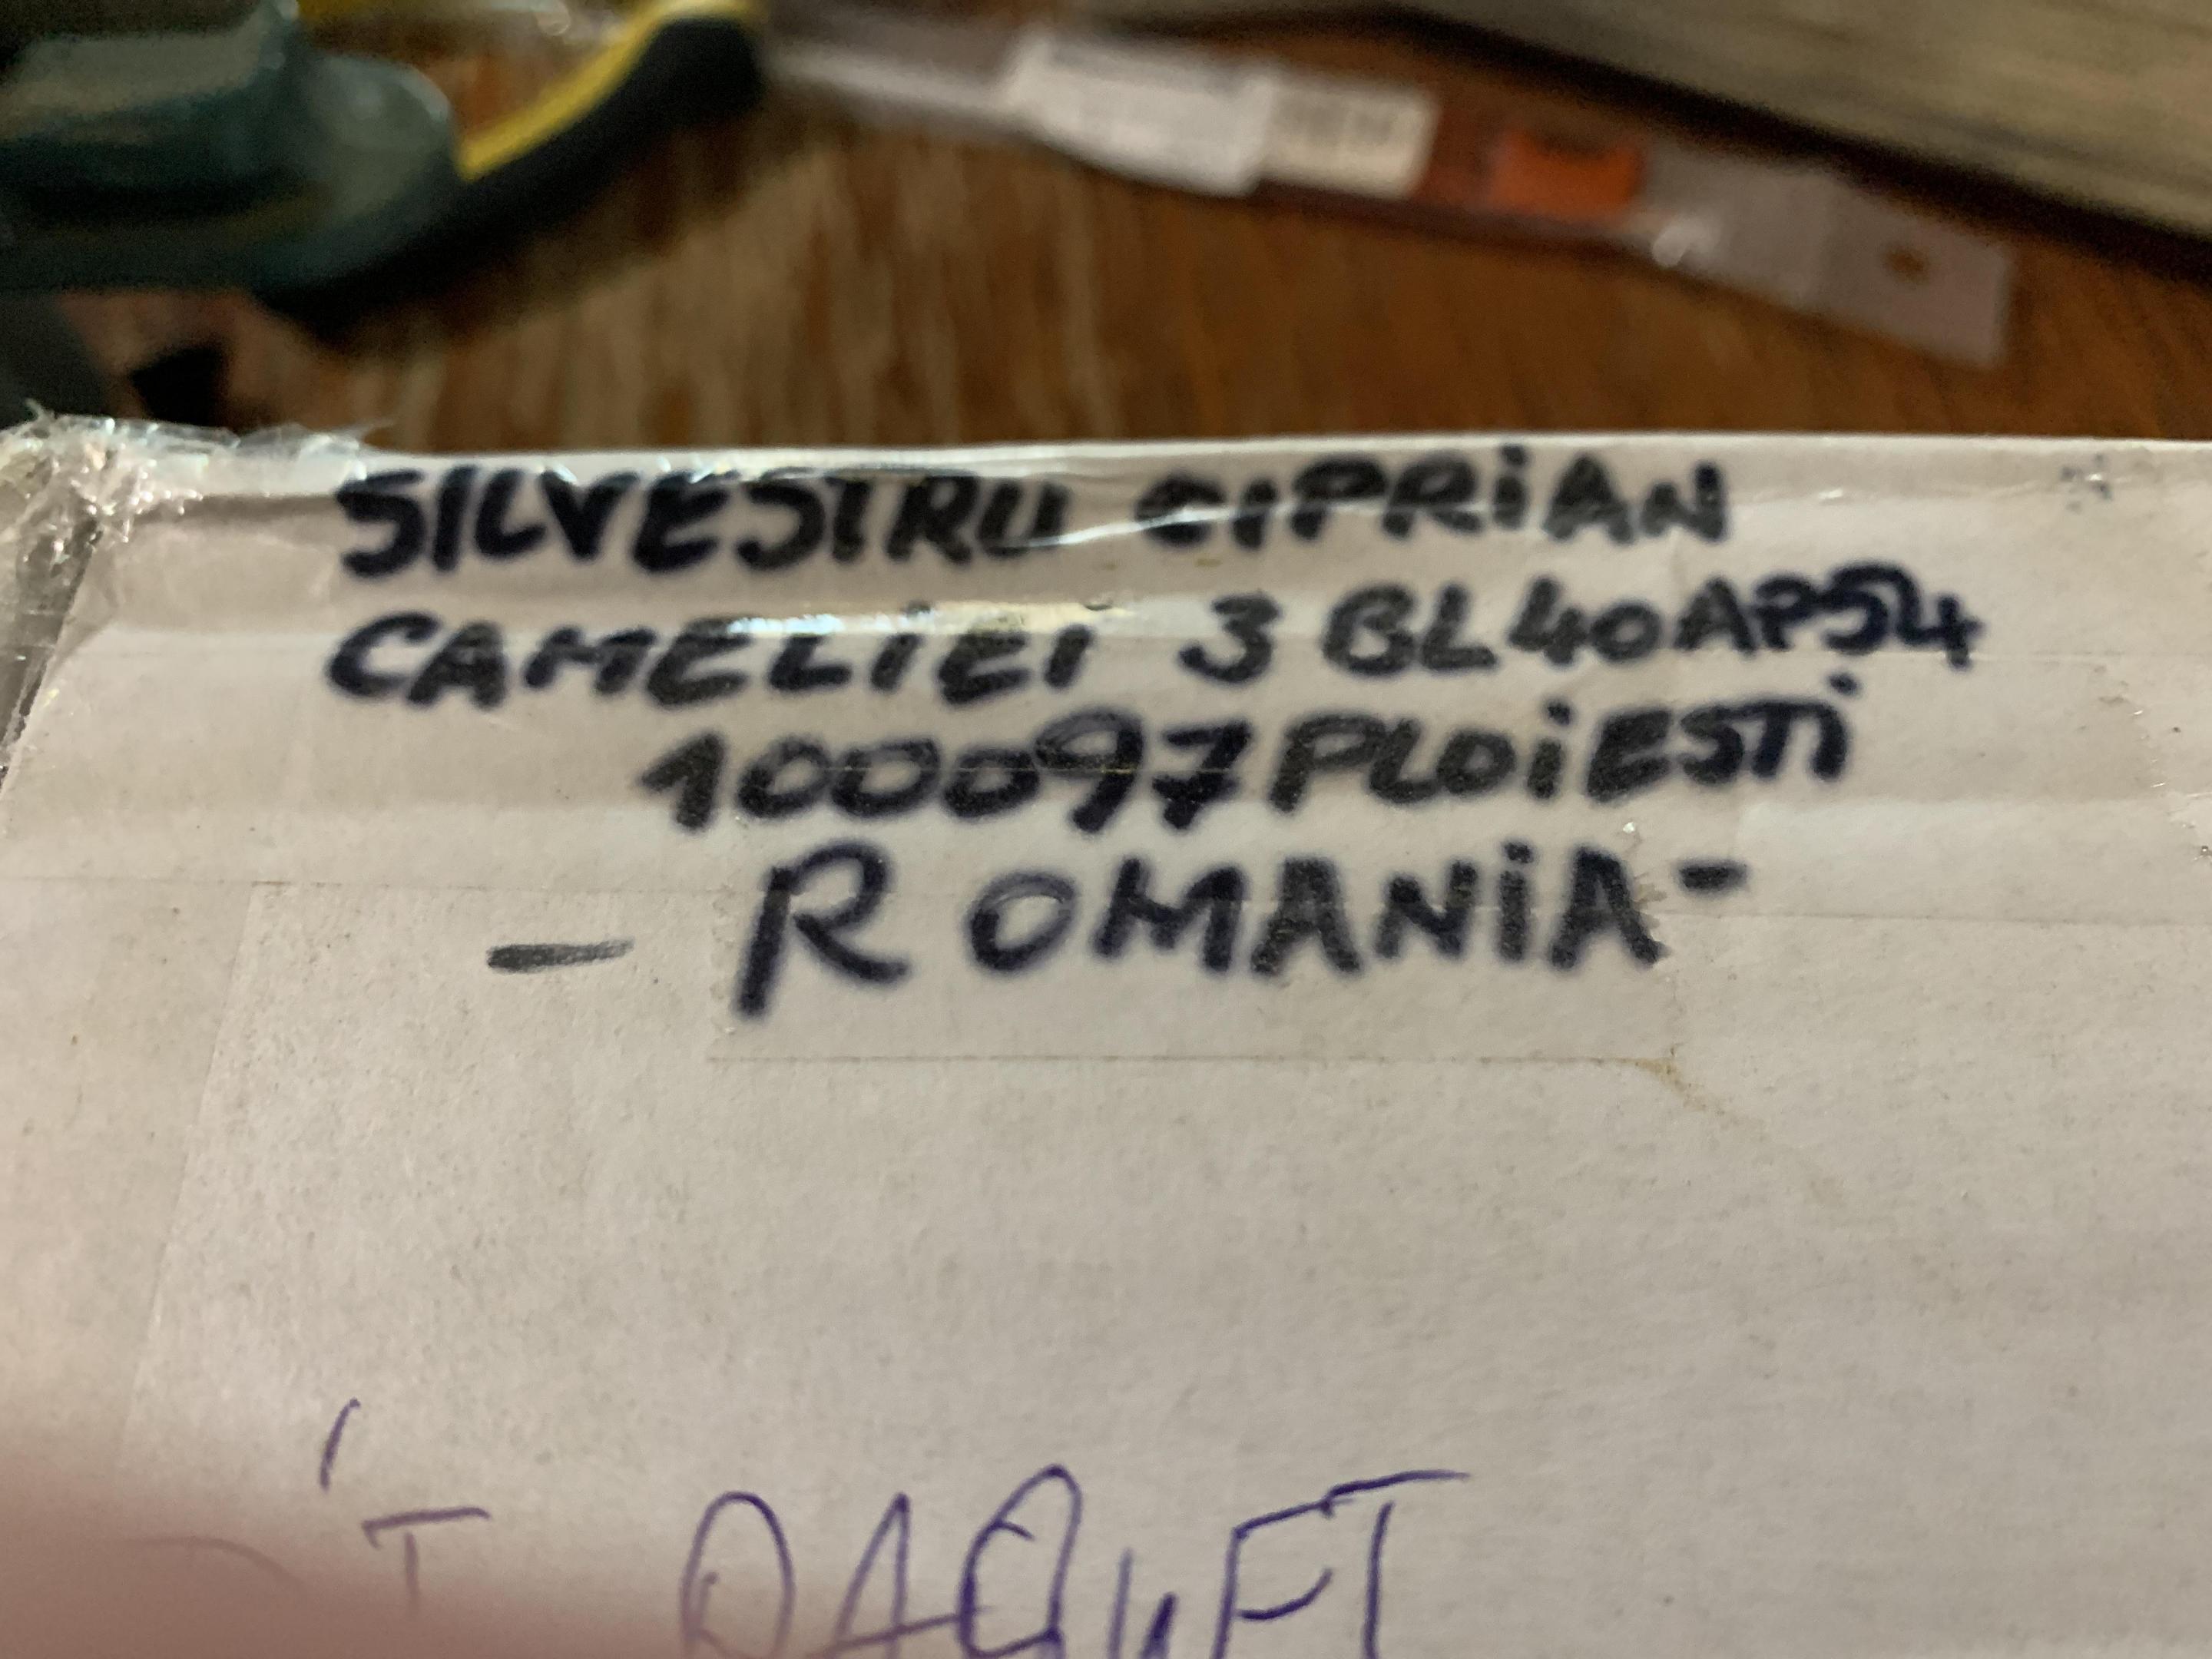 SILVESTRU CIPRIAN
CAMELIEI 3 BL40AP54
100097 PLOIESTI
- ROMANIA -